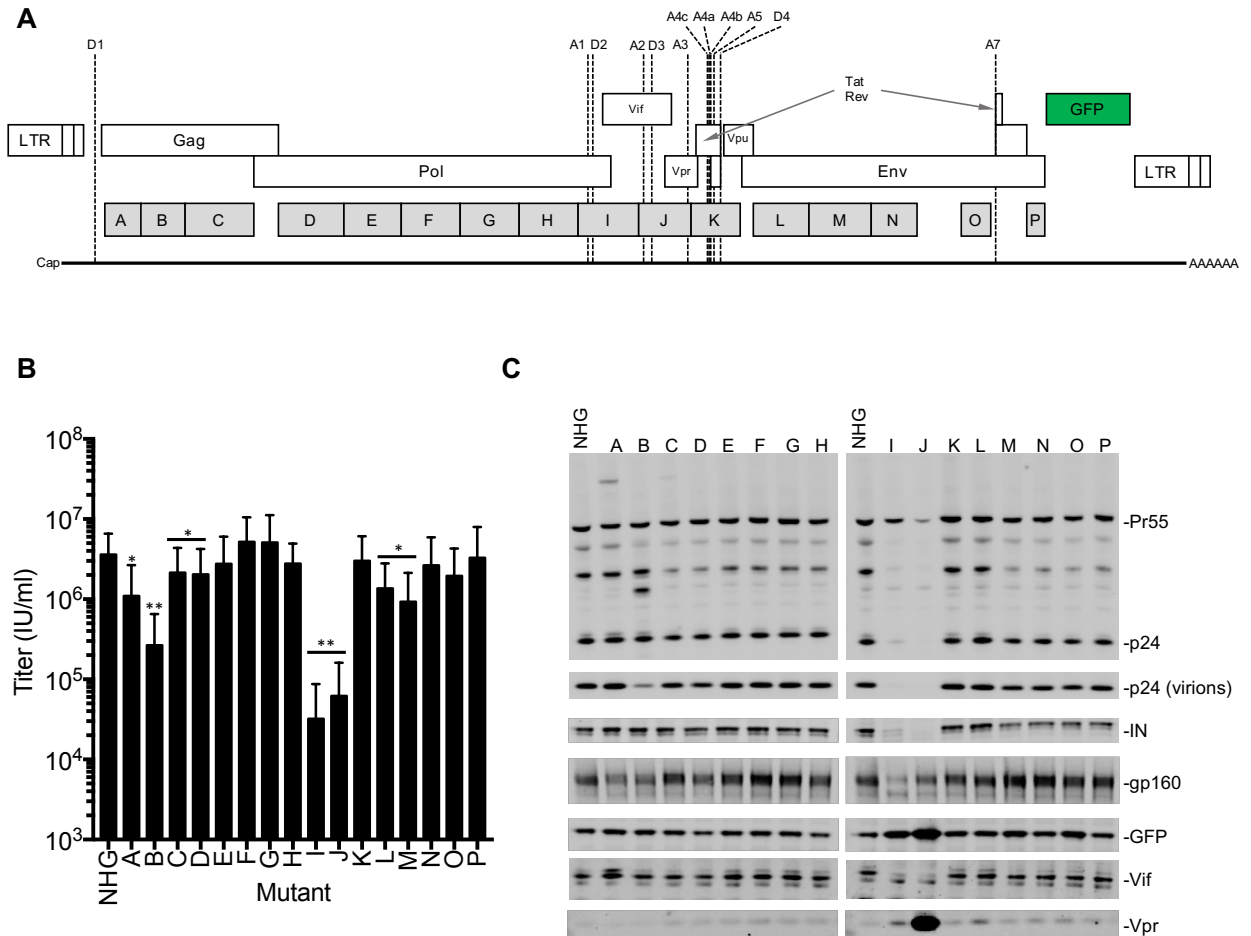 A
A4c A4a A4b A5 D4
D1 A1 D2 A2 D3 A3 A7
Tat
Rev
Vif GFP
LTR Gag Vpu
Pol Vpr Env LTR
A B C D E F G H I J K L M N O P
Cap AAAAAA
B
Titer (IU/ml)
10^8
10^7
10^6
10^5
10^4
10^3
* ** * ** *
NHG A B C D E F G H I J K L M N O P
Mutant
C
NHG A B C D E F G H NHG I J K L M N O P
-Pr55
-p24
-p24 (virions)
-IN
-gp160
-GFP
-Vif
-Vpr